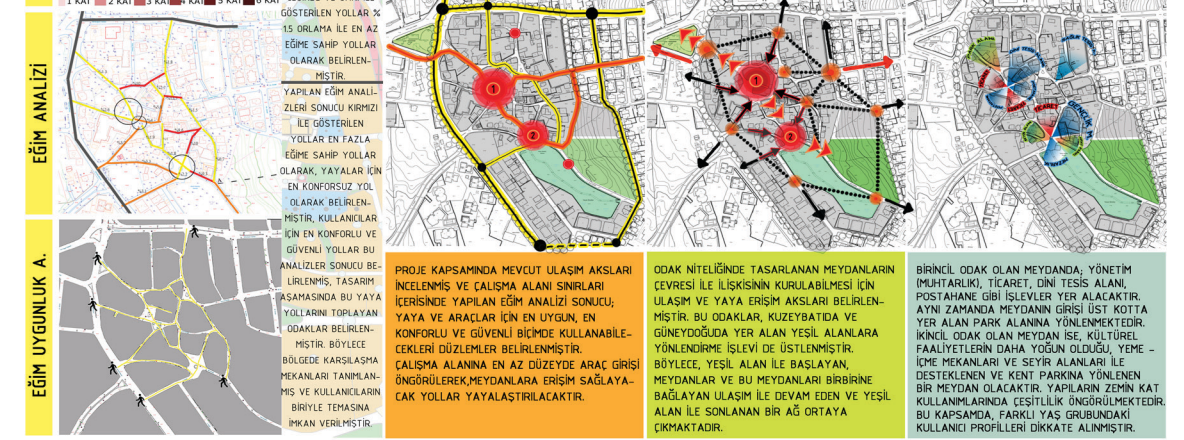 1 KAT 2 KAT 3 KAT 4 KAT 5 KAT 6 KAT
EĞİM ANALİZİ
EĞİM UYGUNLUK A.
GÖSTERİLEN YOLLAR %
1.5 ORLAMA İLE EN AZ
EĞİME SAHİP YOLLAR
OLARAK BELİRLEN-
MİŞTİR.
YAPILAN EĞİM ANALİ-
ZLERİ SONUCU KIRMIZI
İLE GÖSTERİLEN
YOLLAR EN FAZLA
EĞİME SAHİP YOLLAR
OLARAK, YAYALAR İÇİN
EN KONFORSUZ YOL
OLARAK BELİRLEN-
MİŞTİR, KULLANICILAR
İÇİN EN KONFORLU VE
GÜVENLİ YOLLAR BU
ANALİZLER SONUCU BE-
LİRLENMİŞ, TASARIM
AŞAMASINDA BU YAYA
YOLLARINI TOPLAYAN
ODAKLAR BELİRLEN-
MİŞTİR. BÖYLECE
BÖLGEDE KARŞILAŞMA
MEKANLARI TANIMLAN-
MIŞ VE KULLANICILARIN
BİRİYLE TEMASINA
İMKAN VERİLMİŞTİR.
1
2
PROJE KAPSAMINDA MEVCUT ULAŞIM AKSLARI
İNCELENMİŞ VE ÇALIŞMA ALANI SINIRLARI
İÇERİSİNDE YAPILAN EĞİM ANALİZİ SONUCU;
YAYA VE ARAÇLAR İÇİN EN UYGUN, EN
KONFORLU VE GÜVENLİ BİÇİMDE KULLANABİLE-
CEKLERİ DÜZLEMLER BELİRLENMİŞTİR.
ÇALIŞMA ALANINA EN AZ DÜZEYDE ARAÇ GİRİŞİ
ÖNGÖRÜLEREK,MEYDANLARA ERİŞİM SAĞLAYA-
CAK YOLLAR YAYALAŞTIRILACAKTIR.
1
2
ODAK NİTELİĞİNDE TASARLANAN MEYDANLARIN
ÇEVRESİ İLE İLİŞKİSİNİN KURULABİLMESİ İÇİN
ULAŞIM VE YAYA ERİŞİM AKSLARI BELİRLEN-
MİŞTİR. BU ODAKLAR, KUZEYBATIDA VE
GÜNEYDOĞUDA YER ALAN YEŞİL ALANLARA
YÖNLENDİRME İŞLEVİ DE ÜSTLENMİŞTİR.
BÖYLECE, YEŞİL ALAN İLE BAŞLAYAN,
MEYDANLAR VE BU MEYDANLARI BİRBİRİNE
BAĞLAYAN ULAŞIM İLE DEVAM EDEN VE YEŞİL
ALAN İLE SONLANAN BİR AĞ ORTAYA
ÇIKMAKTADIR.
TİCARET
GENÇLİK M.
BİRİNCİL ODAK OLAN MEYDANDA; YÖNETİM
(MUHTARLIK), TİCARET, DİNİ TESİS ALANI,
POSTAHANE GİBİ İŞLEVLER YER ALACAKTIR.
AYNI ZAMANDA MEYDANIN GİRİŞİ ÜST KOTTA
YER ALAN PARK ALANINA YÖNLENMEKTEDİR.
İKİNCİL ODAK OLAN MEYDAN İSE, KÜLTÜREL
FAALİYETLERİN DAHA YOĞUN OLDUĞU, YEME -
İÇME MEKANLARI VE SEYİR ALANLARI İLE
DESTEKLENEN VE KENT PARKINA YÖNLENEN
BİR MEYDAN OLACAKTIR. YAPILARIN ZEMİN KAT
KULLANIMLARINDA ÇEŞİTLİLİK ÖNGÖRÜLMEKTEDİR.
BU KAPSAMDA, FARKLI YAŞ GRUBUNDAKİ
KULLANICI PROFİLLERİ DİKKATE ALINMIŞTIR.